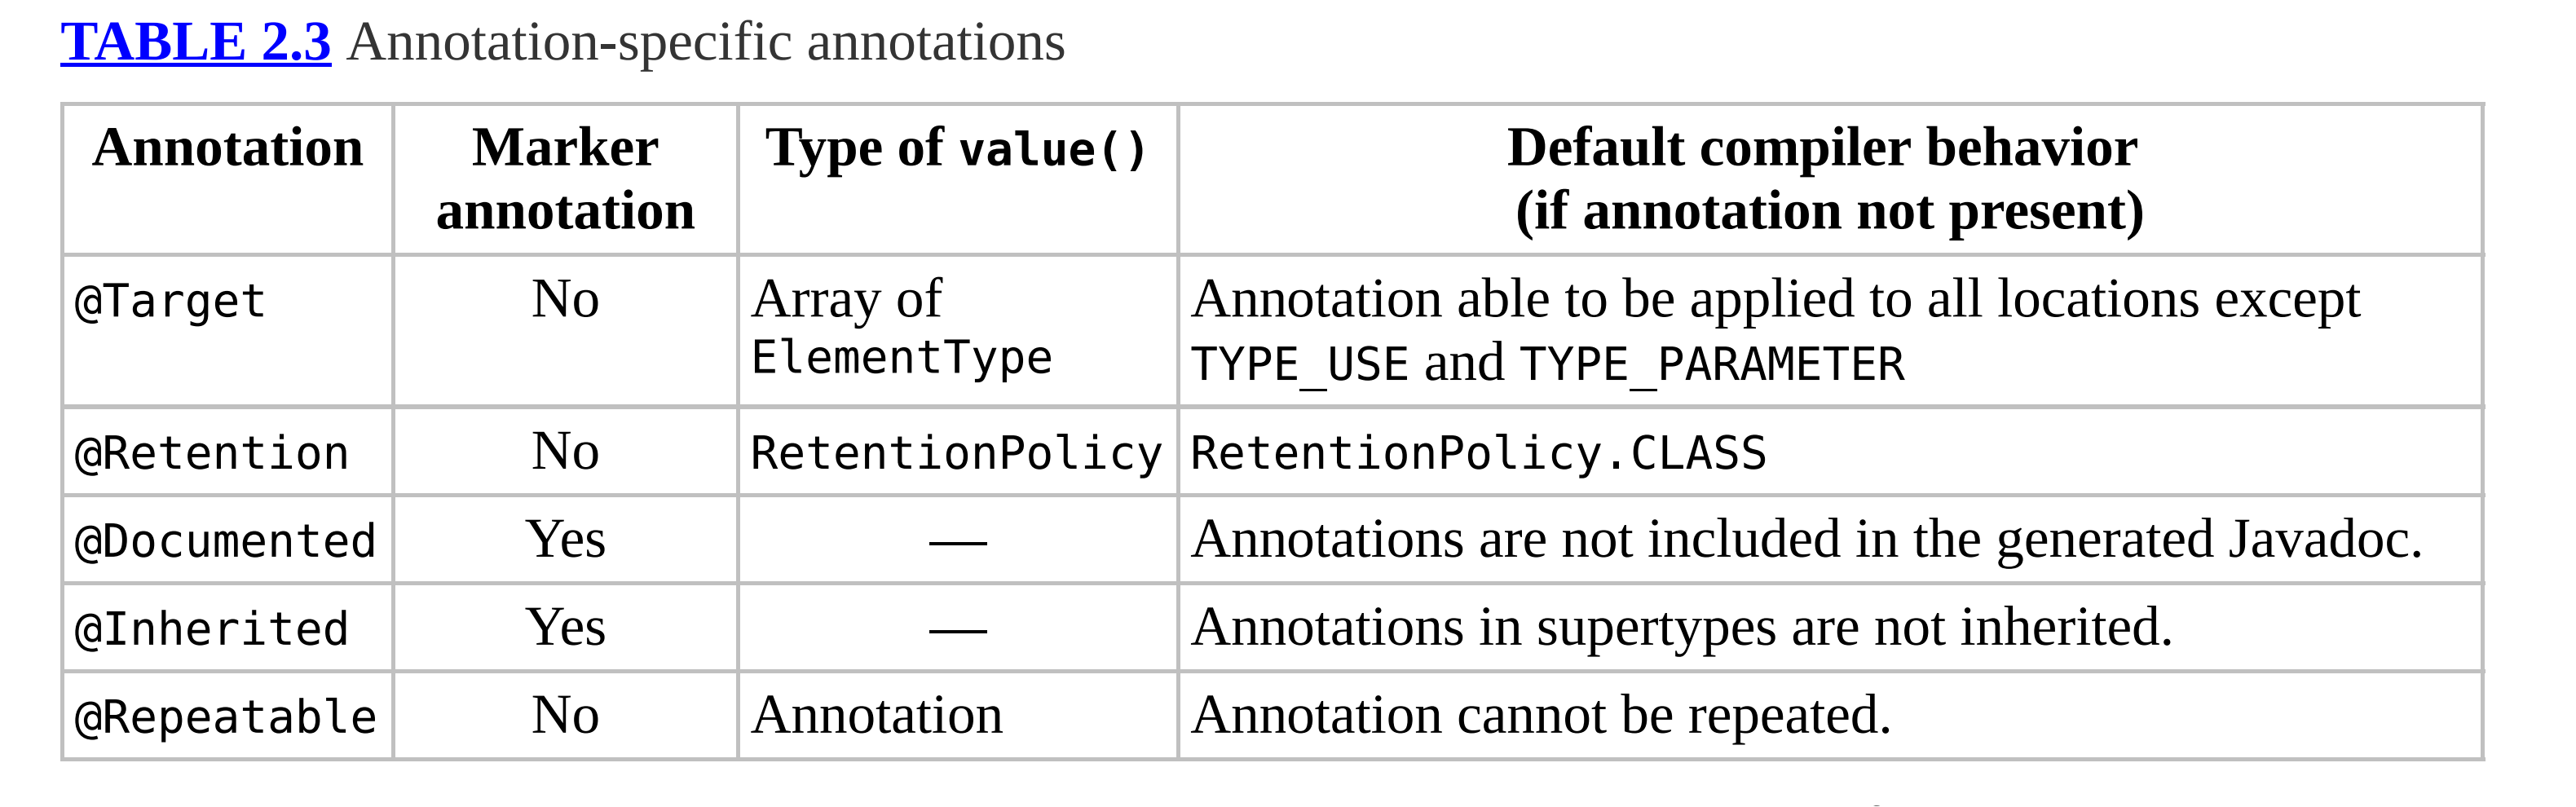 TABLE 2.3 Annotation-specific annotations
Annotation Marker annotation Type of value() Default compiler behavior (if annotation not present)
@Target No Array of ElementType Annotation able to be applied to all locations except TYPE_USE and TYPE_PARAMETER
@Retention No RetentionPolicy RetentionPolicy.CLASS
@Documented Yes — Annotations are not included in the generated Javadoc.
@Inherited Yes — Annotations in supertypes are not inherited.
@Repeatable No Annotation Annotation cannot be repeated.